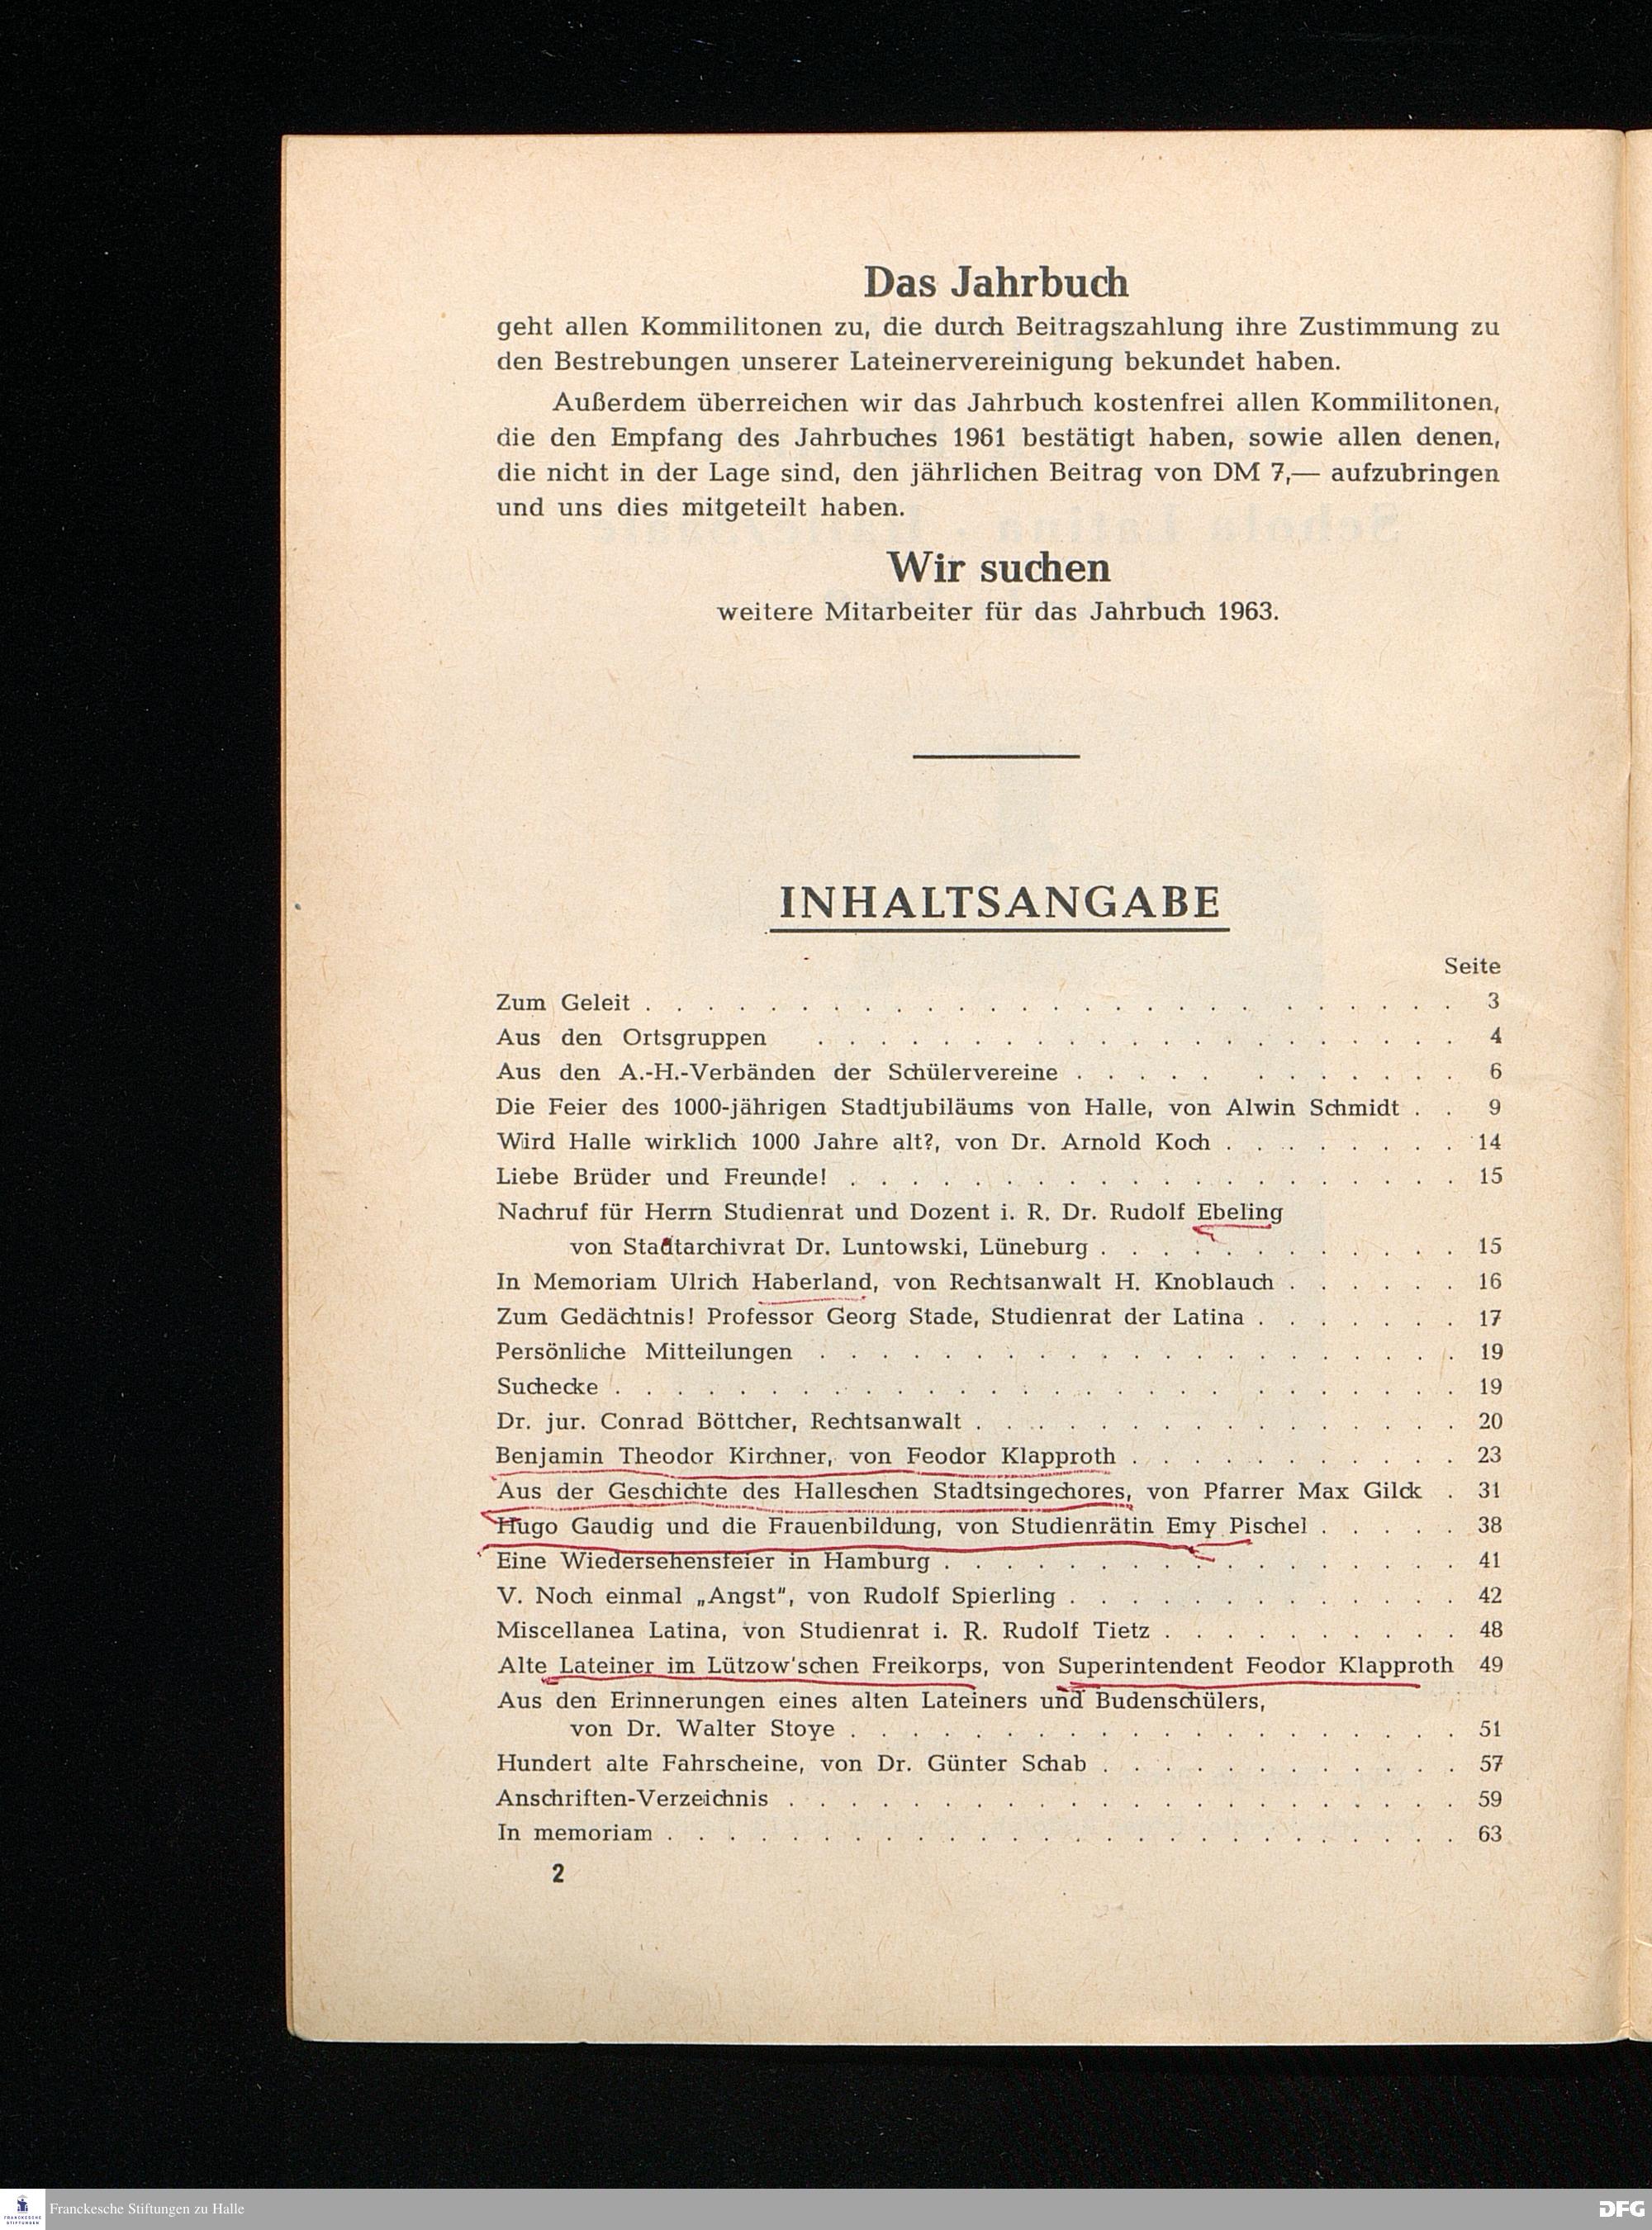 Das Jahrbuch
geht allen Kommilitonen zu, die durch Beitragszahlung ihre Zustimmung zu
den Bestrebungen unserer Lateinervereinigung bekundet haben.
Außerdem überreichen wir das Jahrbuch kostenfrei allen Kommilitonen,
die den Empfang des Jahrbuches 1961 bestätigt haben, sowie allen denen,
die nicht in der Lage sind, den jährlichen Beitrag von DM 7,— aufzubringen
und uns dies mitgeteilt haben.
Wir suchen
weitere Mitarbeiter für das Jahrbuch 1963.
INHALTSANGABE
Seite
Zum Geleit . . . . . . . . . . . . . . . . . . . . . . . . . . . 3
Aus den Ortsgruppen . . . . . . . . . . . . . . . . . . . . . 4
Aus den A.-H.-Verbänden der Schülervereine . . . . . . . . . . . . 6
Die Feier des 1000-jährigen Stadtjubiläums von Halle, von Alwin Schmidt . . 9
Wird Halle wirklich 1000 Jahre alt?, von Dr. Arnold Koch . . . . . . . . 14
Liebe Brüder und Freunde! . . . . . . . . . . . . . . . . . . . . 15
Nachruf für Herrn Studienrat und Dozent i. R. Dr. Rudolf Ebeling
von Stadtarchivrat Dr. Luntowski, Lüneburg . . . . . . . . . . . . 15
In Memoriam Ulrich Haberland, von Rechtsanwalt H. Knoblauch . . . . . . 16
Zum Gedächtnis! Professor Georg Stade, Studienrat der Latina . . . . . . . 17
Persönliche Mitteilungen . . . . . . . . . . . . . . . . . . . . . 19
Suchecke . . . . . . . . . . . . . . . . . . . . . . . . . . . . 19
Dr. jur. Conrad Böttcher, Rechtsanwalt . . . . . . . . . . . . . . . . 20
Benjamin Theodor Kirchner, von Feodor Klapproth . . . . . . . . . . . 23
Aus der Geschichte des Halleschen Stadtsingechores, von Pfarrer Max Gilck . 31
Hugo Gaudig und die Frauenbildung, von Studienrätin Emy Pischel . . . . . 38
Eine Wiedersehensfeier in Hamburg . . . . . . . . . . . . . . . . . 41
V. Noch einmal „Angst“, von Rudolf Spierling . . . . . . . . . . . . . 42
Miscellanea Latina, von Studienrat i. R. Rudolf Tietz . . . . . . . . . . 48
Alte Lateiner im Lützow'schen Freikorps, von Superintendent Feodor Klapproth 49
Aus den Erinnerungen eines alten Lateiners und Budenschülers,
von Dr. Walter Stoye . . . . . . . . . . . . . . . . . . . . 51
Hundert alte Fahrscheine, von Dr. Günter Schab . . . . . . . . . . . . 57
Anschriften-Verzeichnis . . . . . . . . . . . . . . . . . . . . . . 59
In memoriam . . . . . . . . . . . . . . . . . . . . . . . . . . 63
2
Franckesche Stiftungen zu Halle
FRANCKESCHE
STIFTUNGEN
DFG